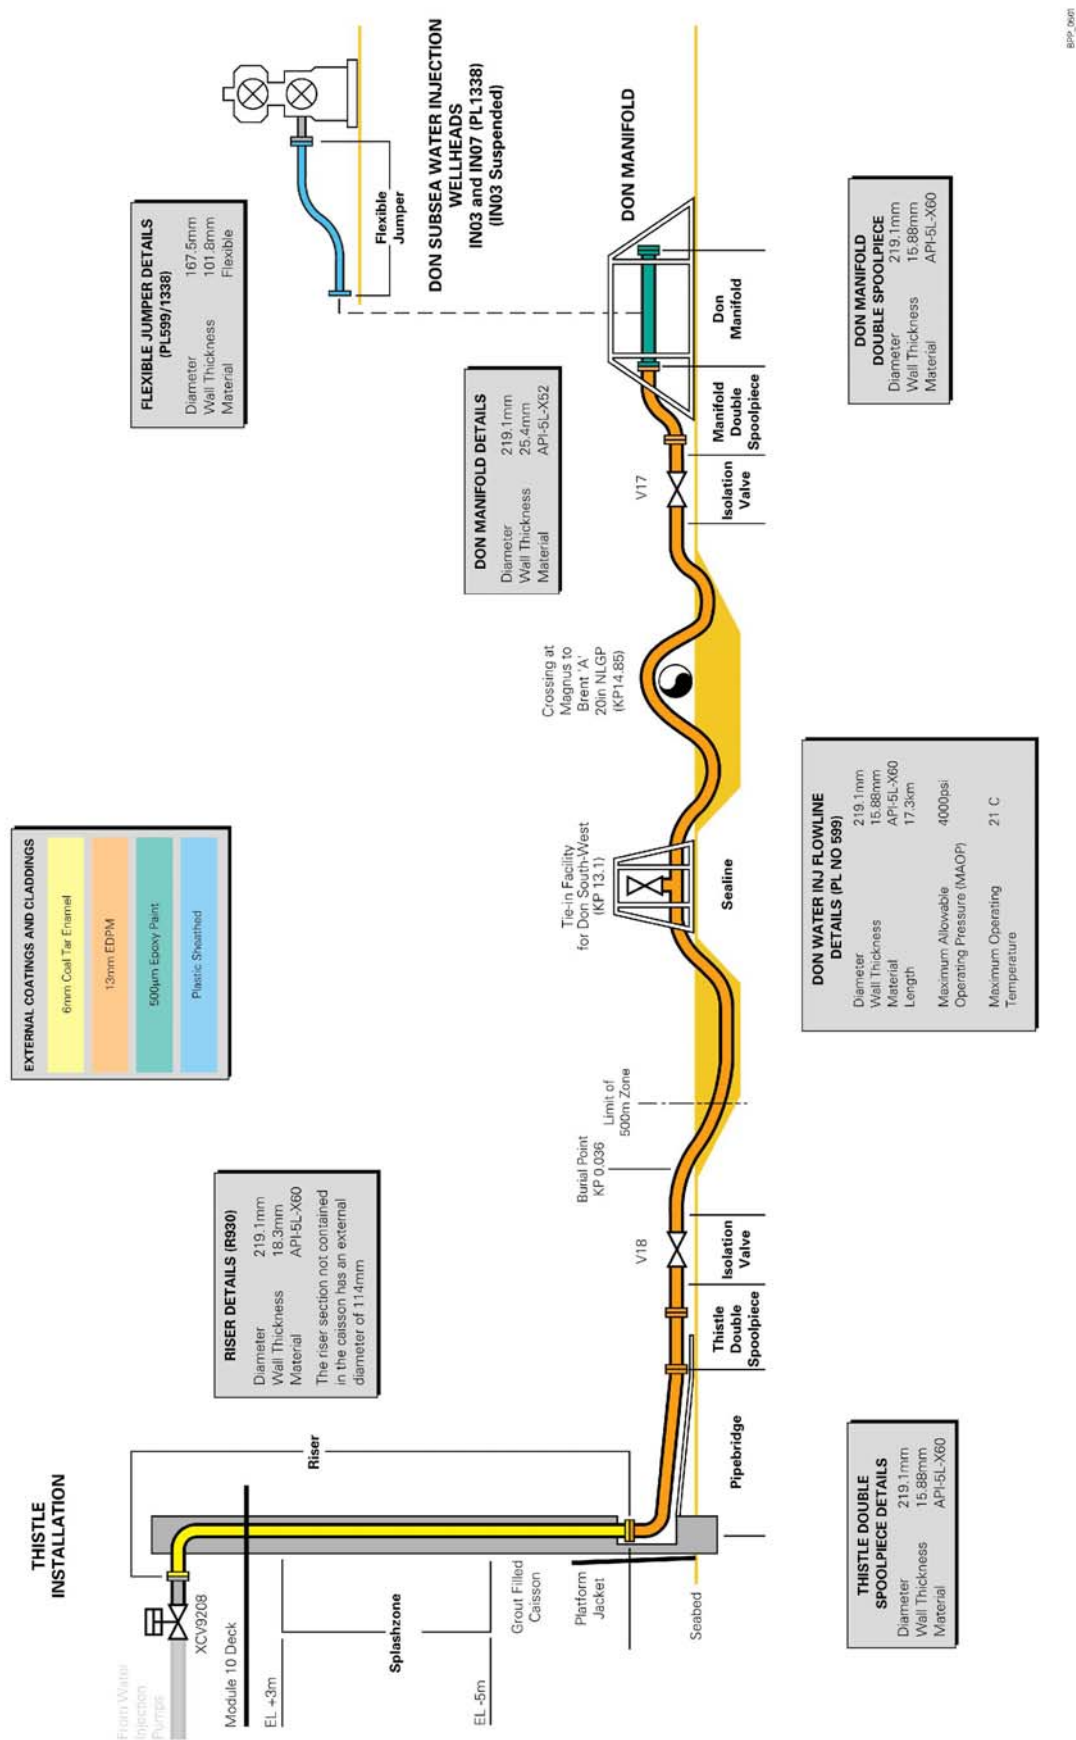 THISTLE
INSTALLATION
From Water
Injection
Pumps
XCV9208
Module 10 Deck
EL +3m
Splashzone
EL -5m
Riser
Grout Filled
Caisson
Platform
Jacket
Seabed
RISER DETAILS (R930)
Diameter 219.1mm
Wall Thickness 18.3mm
Material API-5L-X60
The riser section not contained
in the caisson has an external
diameter of 114mm
EXTERNAL COATINGS AND CLADDINGS
6mm Coal Tar Enamel
13mm EDPM
500μm Epoxy Paint
Plastic Sheathed
FLEXIBLE JUMPER DETAILS
(PL599/1338)
Diameter 167.5mm
Wall Thickness 101.8mm
Material Flexible
Flexible
Jumper
DON SUBSEA WATER INJECTION
WELLHEADS
IN03 and IN07 (PL1338)
(IN03 Suspended)
DON MANIFOLD DETAILS
Diameter 219.1mm
Wall Thickness 25.4mm
Material API-5L-X52
DON MANIFOLD
Burial Point
KP 0.036
Limit of
500m Zone
Tie-in Facility
for Don South-West
(KP 13.1)
Crossing at
Magnus to
Brent 'A'
20in NLGP
(KP14.85)
V18
V17
Pipebridge
Thistle
Double
Spoolpiece
Isolation
Valve
Sealine
Isolation
Valve
Manifold
Double
Spoolpiece
Don
Manifold
THISTLE DOUBLE
SPOOLPIECE DETAILS
Diameter 219.1mm
Wall Thickness 15.88mm
Material API-5L-X60
DON WATER INJ FLOWLINE
DETAILS (PL NO 599)
Diameter 219.1mm
Wall Thickness 15.88mm
Material API-5L-X60
Length 17.3km
Maximum Allowable
Operating Pressure (MAOP) 4000psi
Maximum Operating 21 C
Temperature
DON MANIFOLD
DOUBLE SPOOLPIECE
Diameter 219.1mm
Wall Thickness 15.88mm
Material API-5L-X60